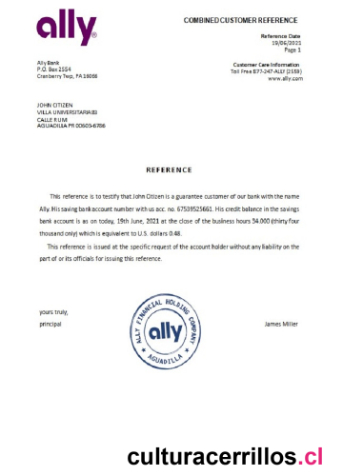 ally
COMBINED CUSTOMER REFERENCE
Reference Date
19/06/2021
Page 1
Ally Bank
P.O. Box 2554
Cranberry Twp, PA 16066
Customer Care Information
Toll Free 877-247-ALLY (2559)
www.ally.com
JOHN CITIZEN
VILLA UNIVERSITARIA BB
CALLE RUM
AGUADILLA PR 00603-6706
REFERENCE
This reference is to testify that John Citizen is a guarantee customer of our bank with the name
Ally. His saving bank account number with us acc. no. 67539525661. His credit balance in the savings
bank account is as on today, 19th June, 2021 at the close of the business hours 34.000 (thirty-four
thousand only) which is equivalent to U.S. dollars 0.48.
This reference is issued at the specific request of the account holder without any liability on the
part of or its officials for issuing this reference.
yours truly,
principal
ALLY FINANCIAL HOLDING COMPANY
ally
AGUADILLA
James Miller
culturacerrillos.cl